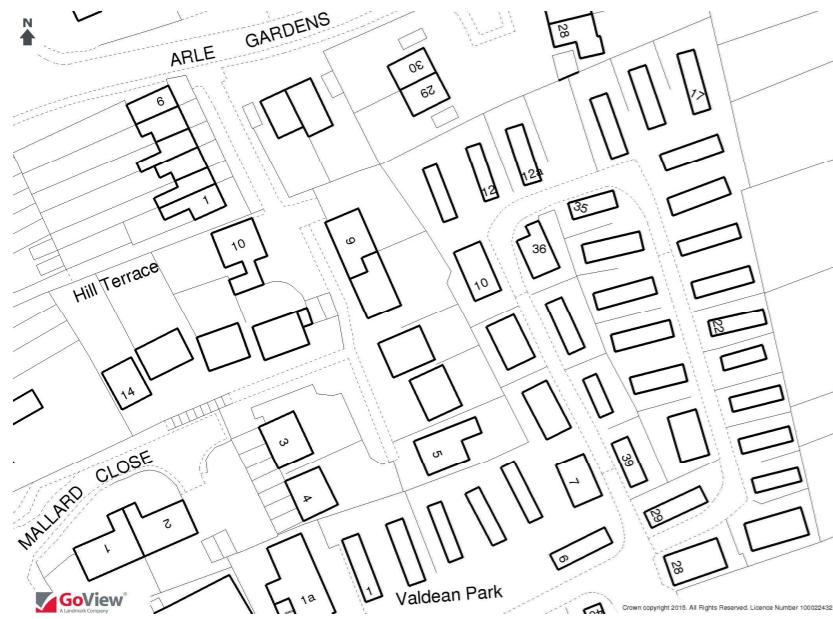 N
ARLE GARDENS
28
30
29
6
1
17
12
12a
35
36
10
9
10
Hill Terrace
22
14
3
4
5
7
39
29
MALLARD CLOSE
2
1
6
28
1a
1
Valdean Park
GoView®
A Landmark Company
Crown copyright 2015. All Rights Reserved. Licence Number 100022432